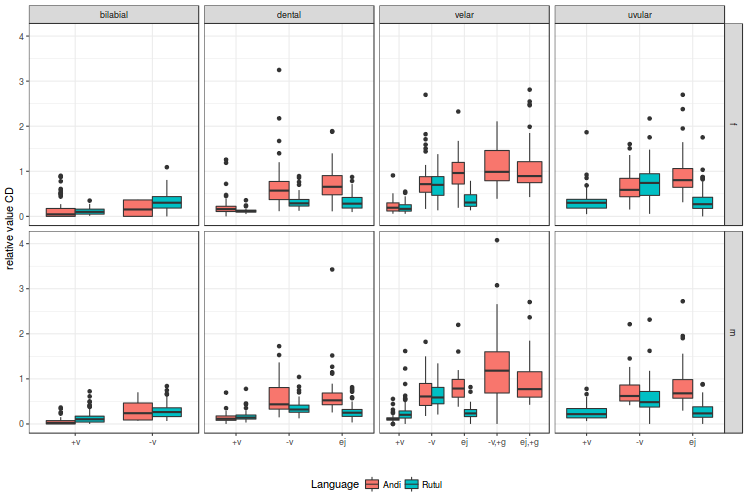 bilabial dental velar uvular
relative value CD
4
3
2
1
0
f
4
3
2
1
0
m
+v -v +v -v ej +v -v ej -v,+g ej,+g +v -v ej
Language Andi Rutul